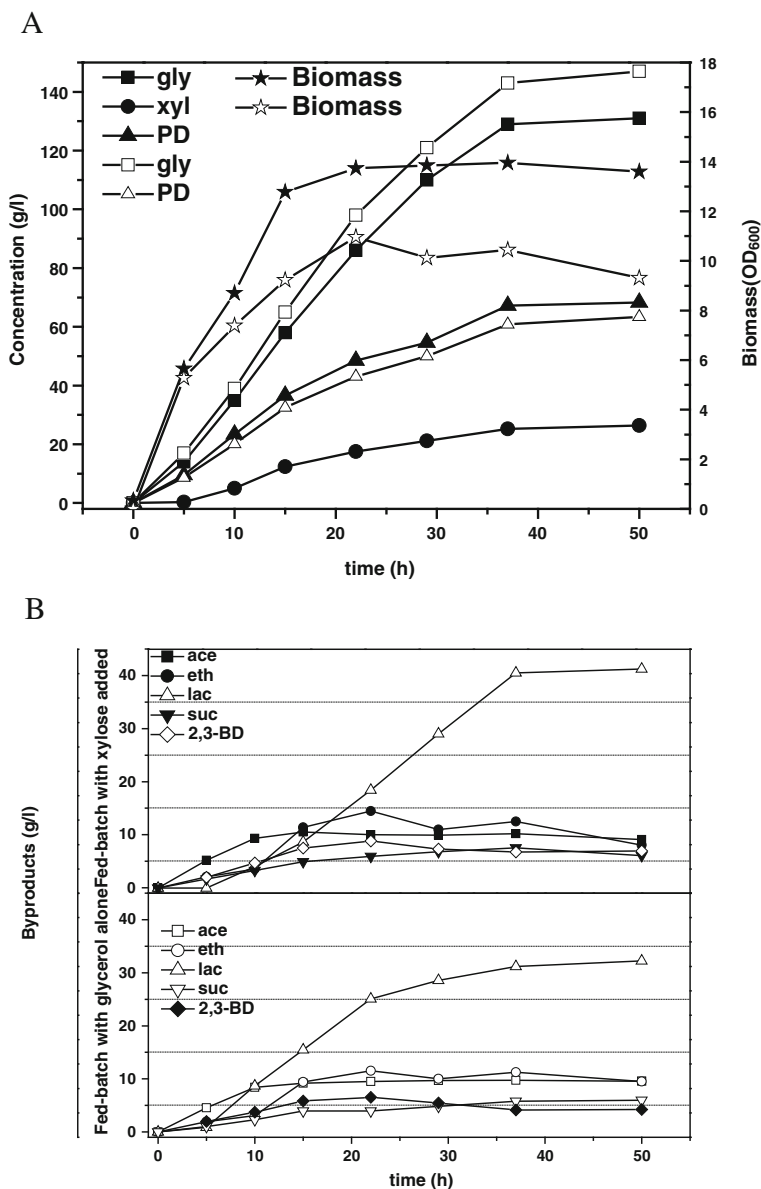 A
gly
xyl
PD
gly
PD
Biomass
Biomass
Concentration (g/l)
140
120
100
80
60
40
20
0
18
16
14
12
10
8
6
4
2
0
Biomass(OD600)
0 10 20 30 40 50
time (h)
B
Byproducts (g/l)
Fed-batch with glycerol aloneFed-batch with xylose added
40
30
20
10
0
ace
eth
lac
suc
2,3-BD
40
30
20
10
0
ace
eth
lac
suc
2,3-BD
0 10 20 30 40 50
time (h)